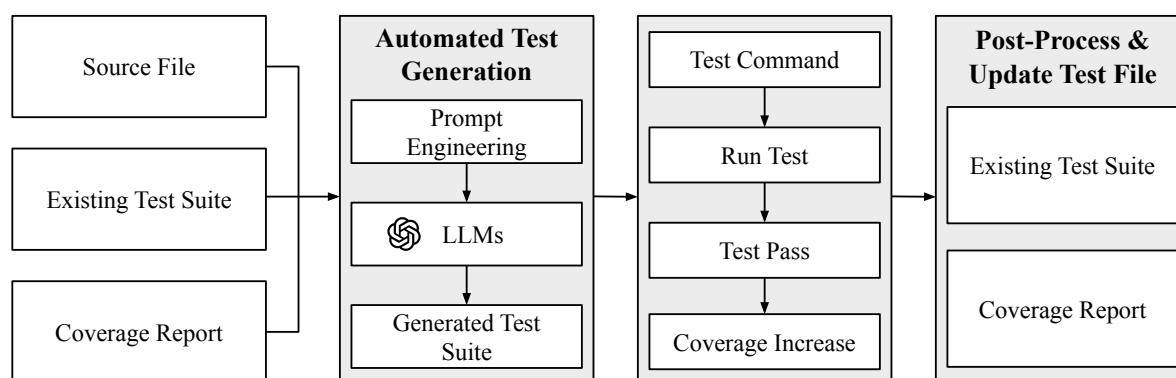 Source File
Existing Test Suite
Coverage Report
Automated Test
Generation
Prompt
Engineering
LLMs
Generated Test
Suite
Test Command
Run Test
Test Pass
Coverage Increase
Post-Process &
Update Test File
Existing Test Suite
Coverage Report